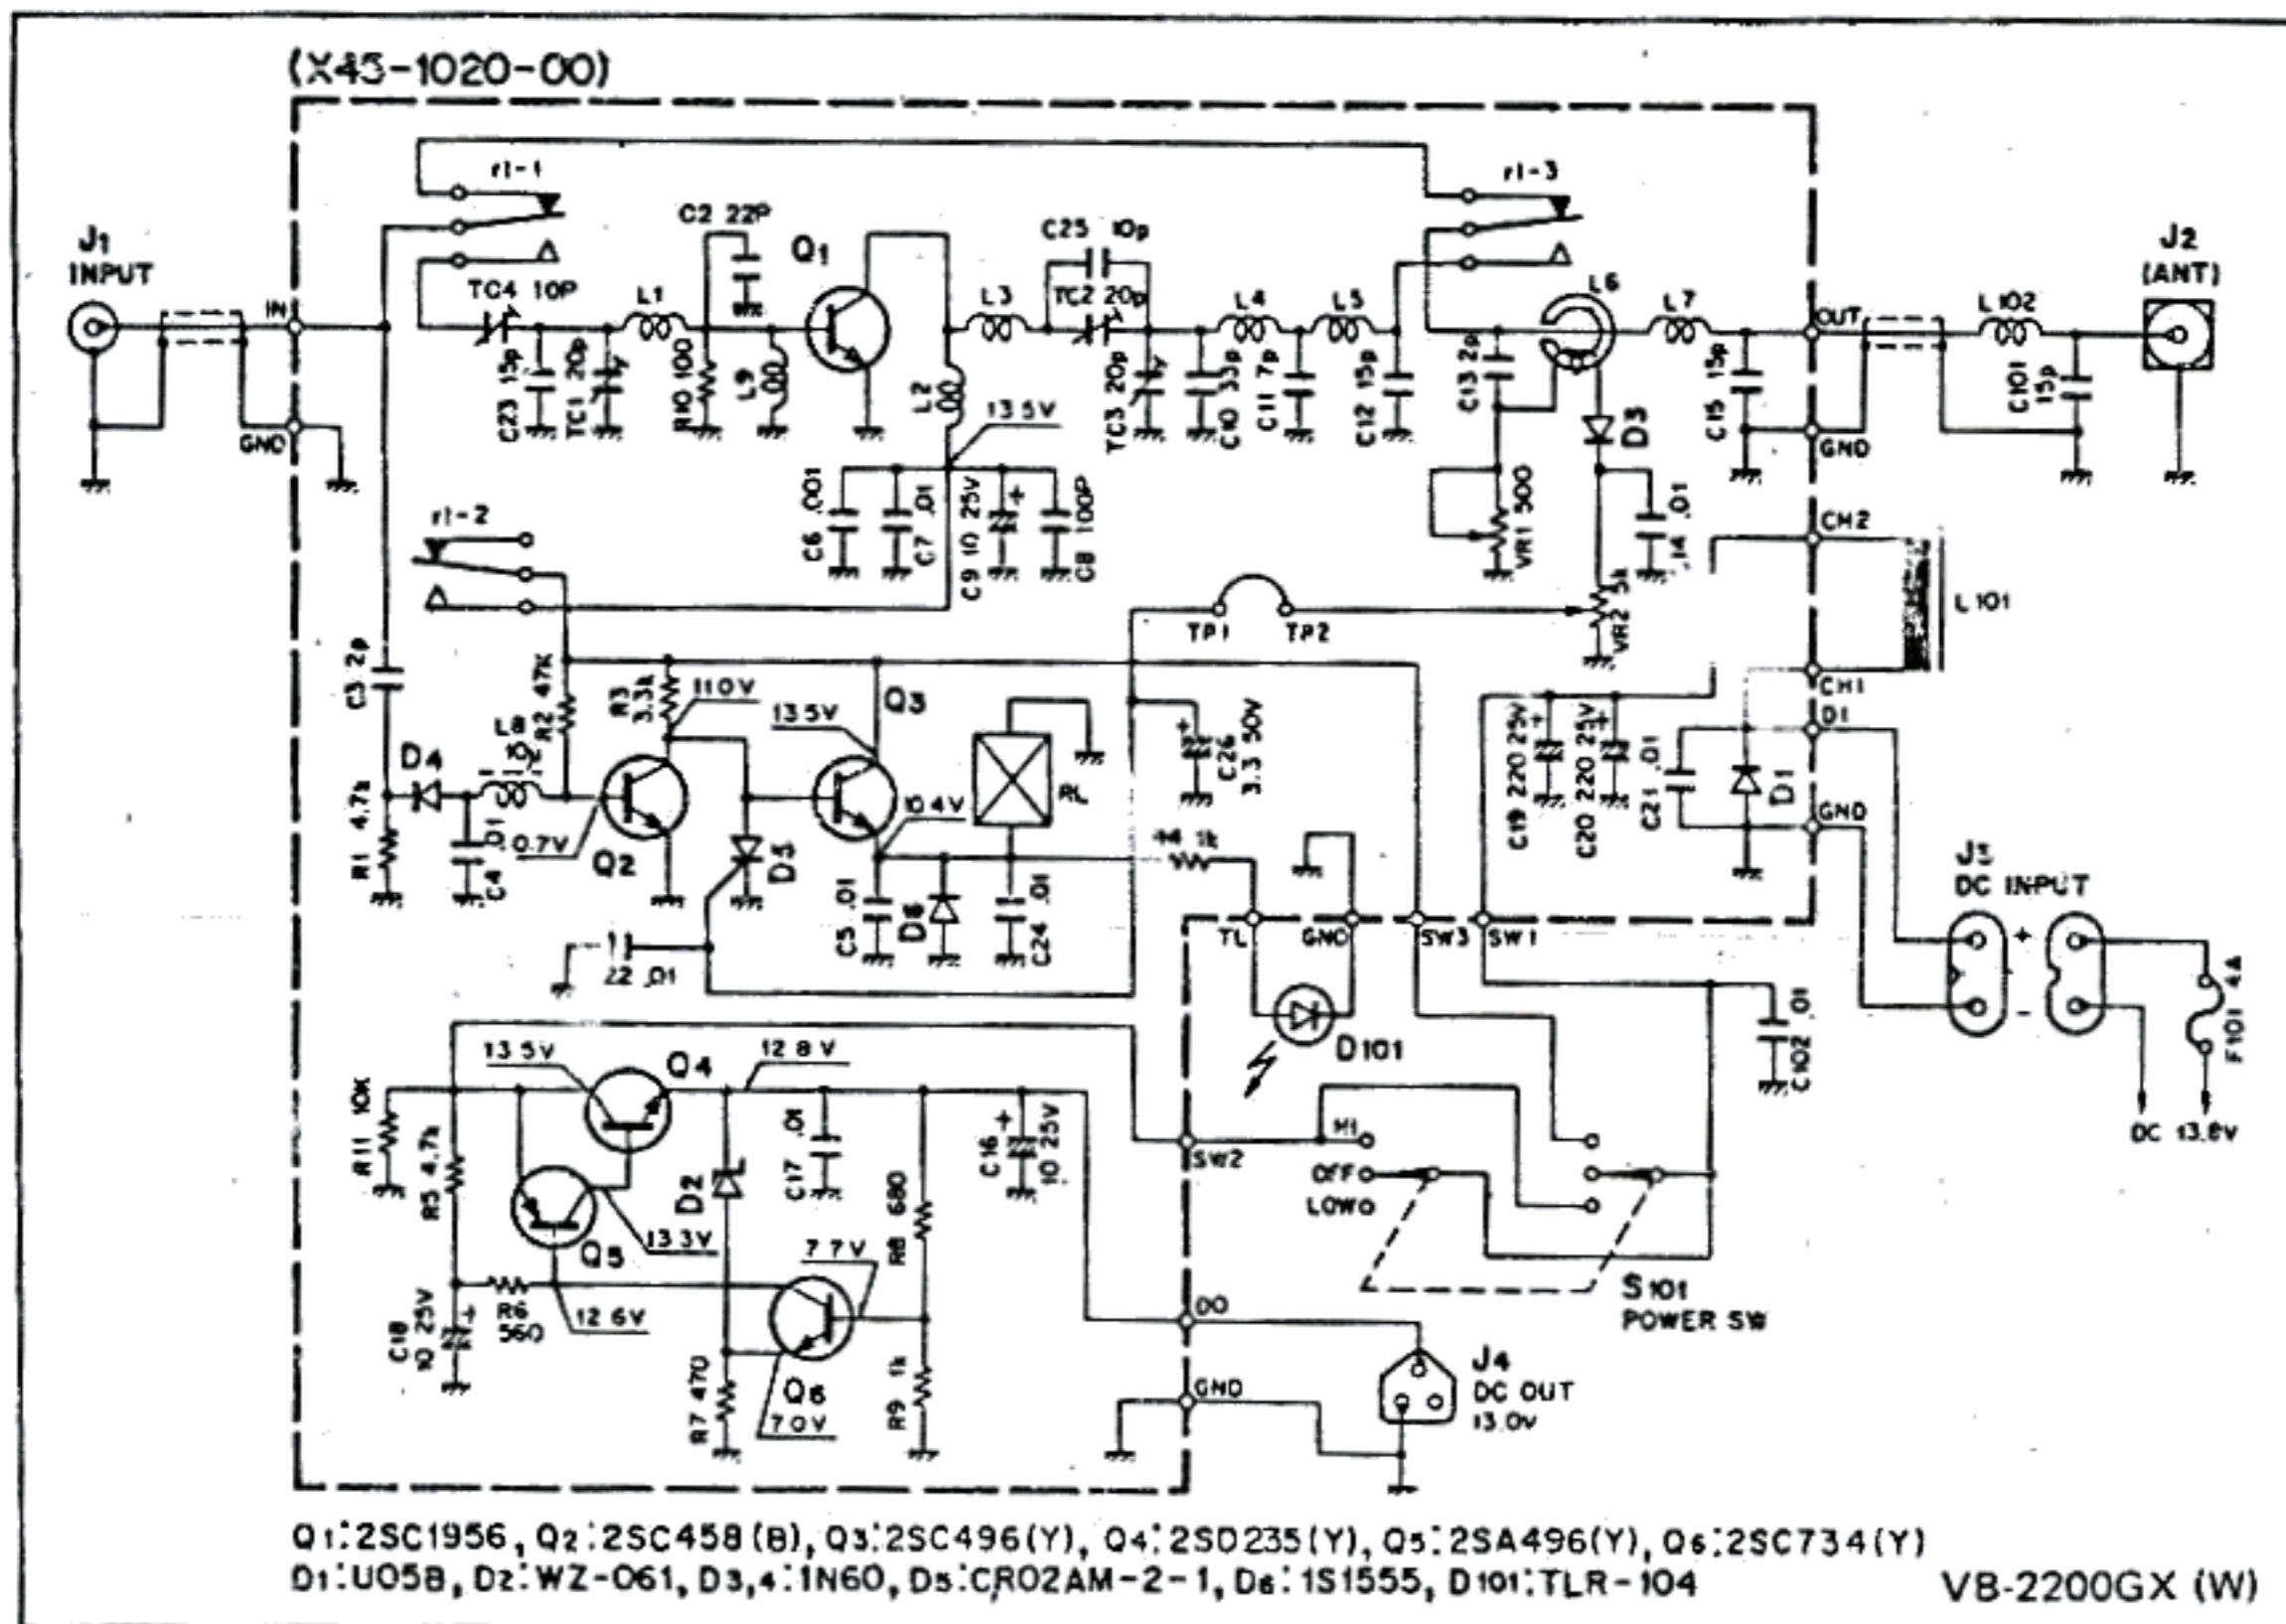 (X45-1020-00)
r1-1
r1-3
C2 22P
Q1
C25 10p
J1
INPUT
J2
(ANT)
IN
TC4 10P
L1
L3
TC2 20p
L4
L5
L6
L7
OUT
L102
C23 15p
TC1 20p
R10 100
L9
L2
13.5V
TC3 20p
C10 33p
C11 7p
C12 15p
C13 2p
D3
C15 15p
C101
15p
GND
GND
C6 .001
C7 .01
C9 10 25V
+
C8 100P
VR1 500
14 .01
CH2
r1-2
L101
TP1
TP2
VR2 5k
C3 2p
R2 47K
R3
3.3k
11.0V
13.5V
Q3
CH1
D1
C26
3.3 50V
+
C19 220 25V
+
C20 220 25V
+
C21 .01
D1
D4
L8
RL
10.4V
GND
R1 4.7k
C4 .01
0.7V
Q2
D5
C5 .01
D6
C24 .01
1k
J3
DC INPUT
+
-
TL
GND
SW3
SW1
22 .01
D101
C102 .01
F101 4A
DC 13.8V
13.5V
Q4
12.8V
R11 10K
R5 4.7k
D2
C17 .01
C16
10 25V
+
SW2
HI
OFF
LOW
Q5
13.3V
7.7V
R8 680
S101
POWER SW
C18
10 25V
+
R6
560
12.6V
DO
R7 470
Q6
7.0V
R9 1k
GND
J4
DC OUT
13.0V
Q1:2SC1956, Q2:2SC458(B), Q3:2SC496(Y), Q4:2SD235(Y), Q5:2SA496(Y), Q6:2SC734(Y)
D1:U05B, D2:WZ-061, D3,4:1N60, D5:CR02AM-2-1, D6:1S1555, D101:TLR-104
VB-2200GX (W)